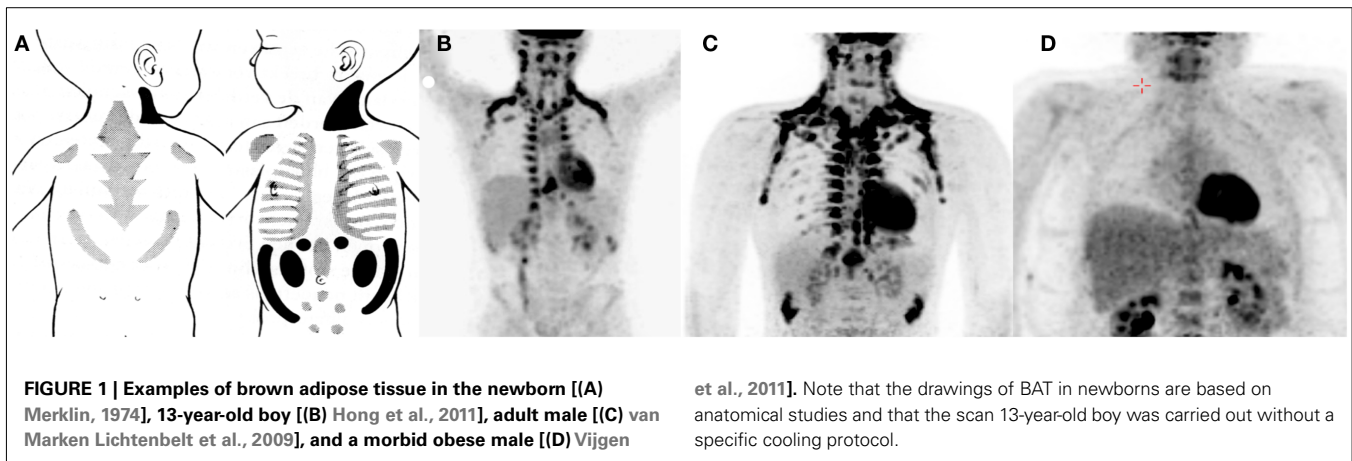 A
B
C
D
FIGURE 1 | Examples of brown adipose tissue in the newborn [(A)
Merklin, 1974], 13-year-old boy [(B) Hong et al., 2011], adult male [(C) van
Marken Lichtenbelt et al., 2009], and a morbid obese male [(D) Vijgen
et al., 2011]. Note that the drawings of BAT in newborns are based on
anatomical studies and that the scan 13-year-old boy was carried out without a
specific cooling protocol.